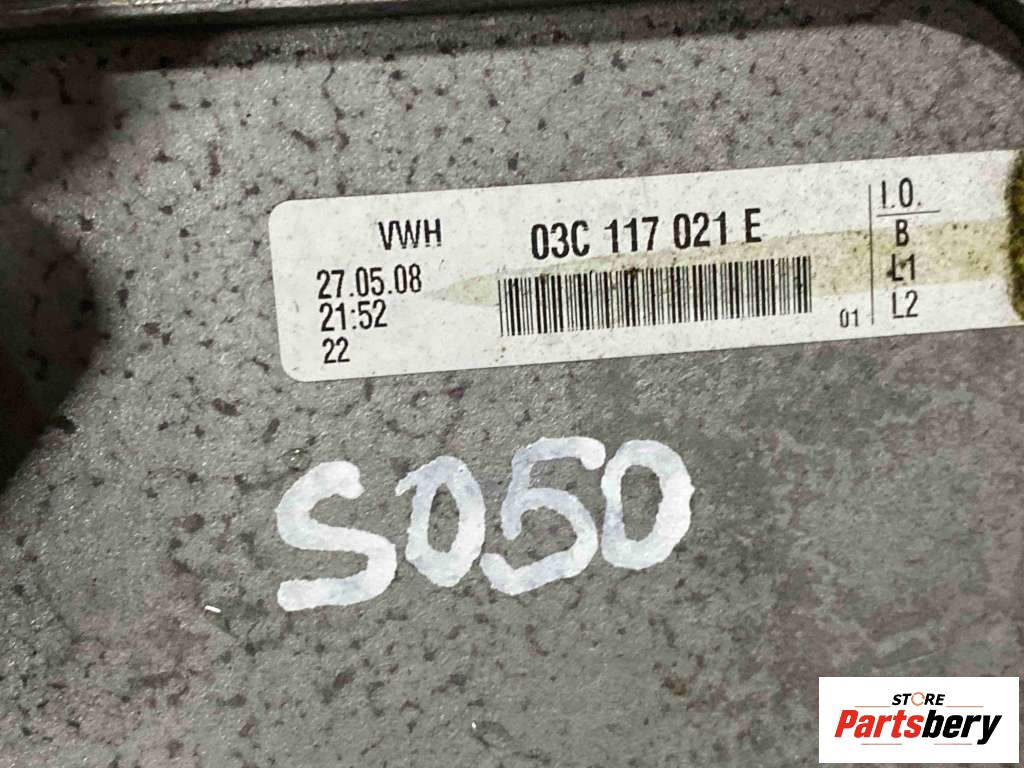 VWH
03C 117 021 E
27.05.08
21:52
22
01
I.O.
B
L1
L2
S050
STORE
Partsbery